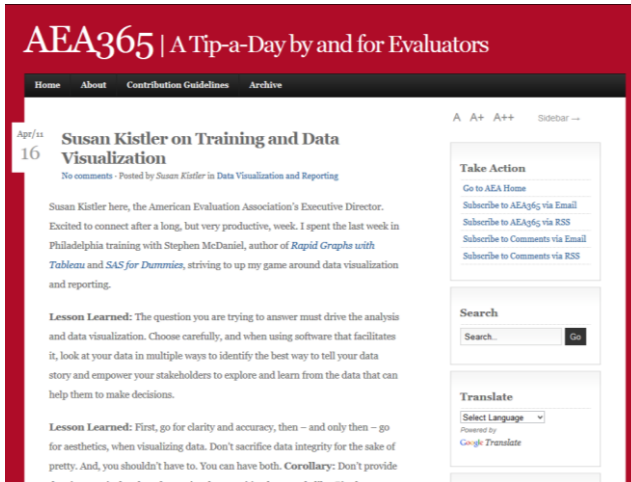 AEA365 | A Tip-a-Day by and for Evaluators
Home About Contribution Guidelines Archive
A A+ A++ Sidebar →
Apr/11
16
Susan Kistler on Training and Data
Visualization
No comments · Posted by Susan Kistler in Data Visualization and Reporting
Susan Kistler here, the American Evaluation Association's Executive Director.
Excited to connect after a long, but very productive, week. I spent the last week in
Philadelphia training with Stephen McDaniel, author of Rapid Graphs with
Tableau and SAS for Dummies, striving to up my game around data visualization
and reporting.
Lesson Learned: The question you are trying to answer must drive the analysis
and data visualization. Choose carefully, and when using software that facilitates
it, look at your data in multiple ways to identify the best way to tell your data
story and empower your stakeholders to explore and learn from the data that can
help them to make decisions.
Lesson Learned: First, go for clarity and accuracy, then – and only then – go
for aesthetics, when visualizing data. Don't sacrifice data integrity for the sake of
pretty. And, you shouldn't have to. You can have both. Corollary: Don't provide
Take Action
Go to AEA Home
Subscribe to AEA365 via Email
Subscribe to AEA365 via RSS
Subscribe to Comments via Email
Subscribe to Comments via RSS
Search
Search.. Go
Translate
Select Language
Powered by
Google Translate